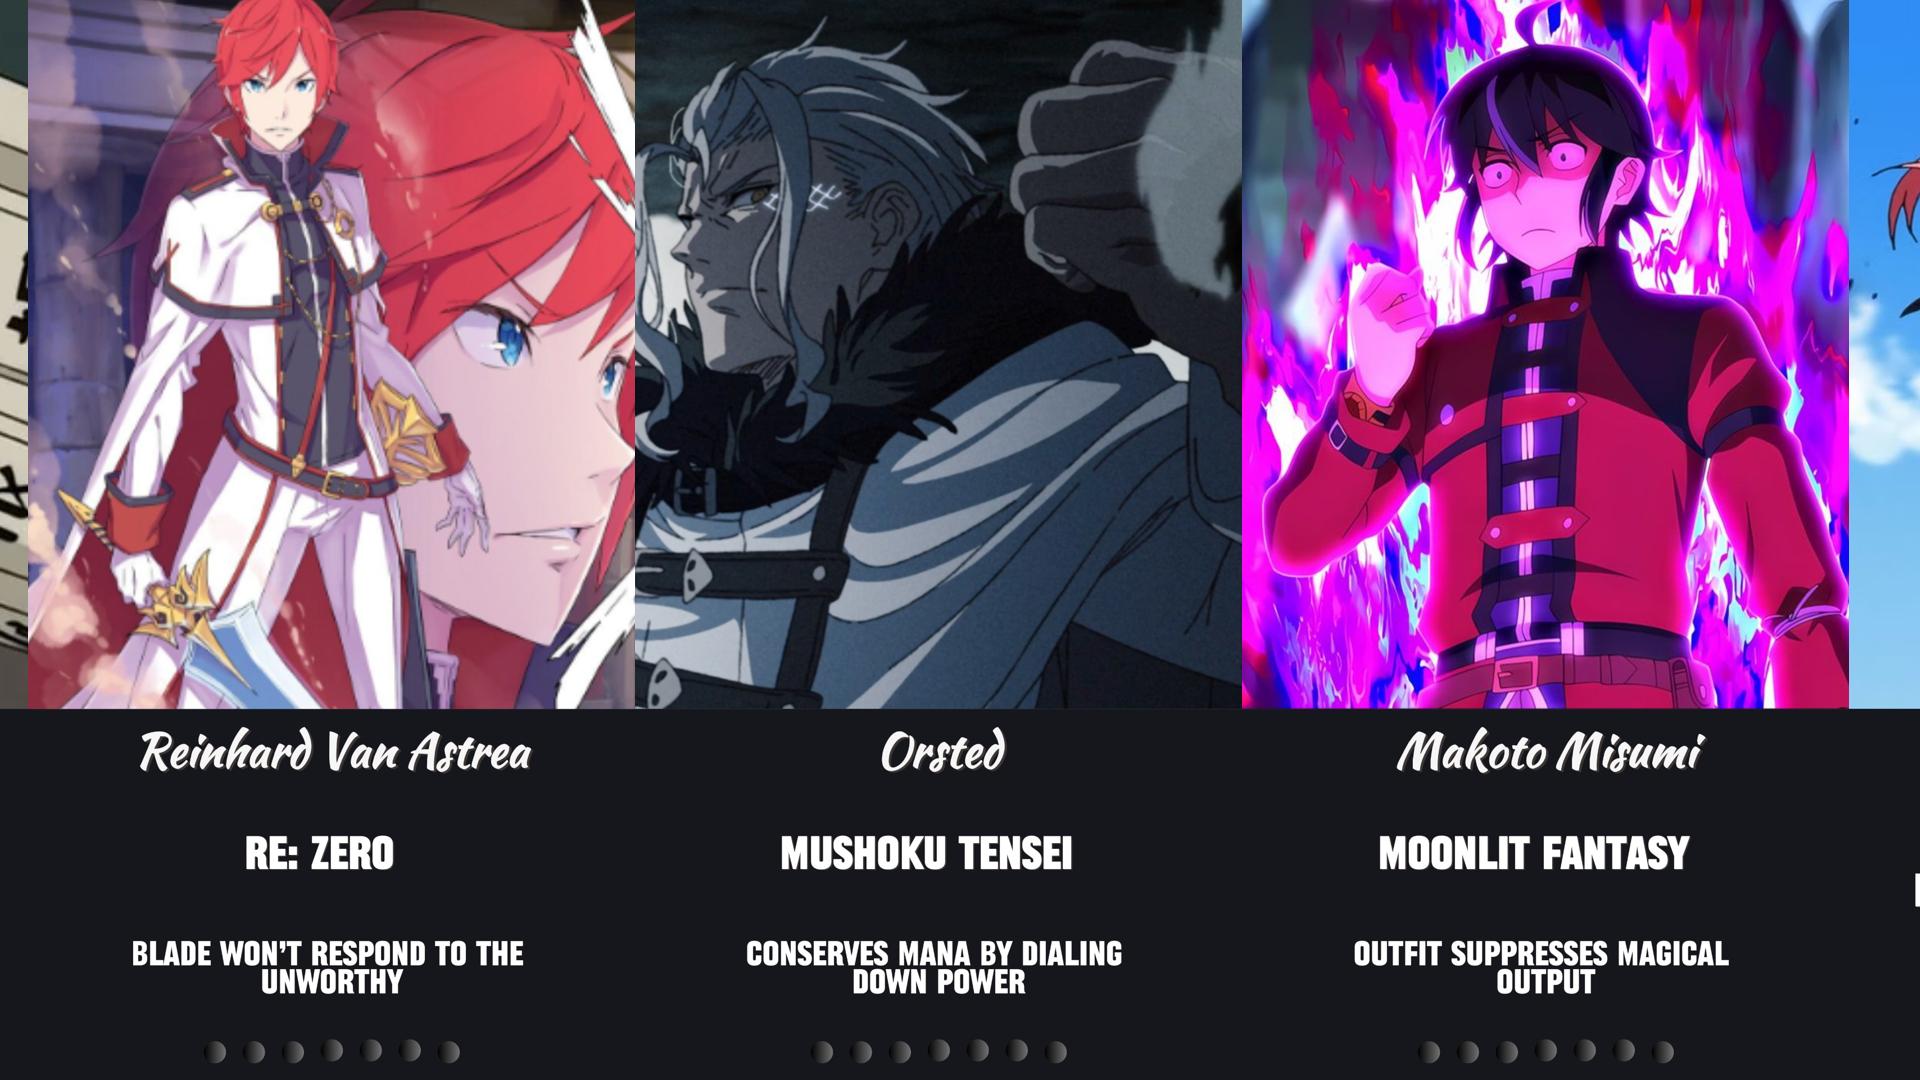 Reinhard Van Astrea
RE: ZERO
BLADE WON’T RESPOND TO THE
UNWORTHY
Orsted
MUSHOKU TENSEI
CONSERVES MANA BY DIALING
DOWN POWER
Makoto Misumi
MOONLIT FANTASY
OUTFIT SUPPRESSES MAGICAL
OUTPUT